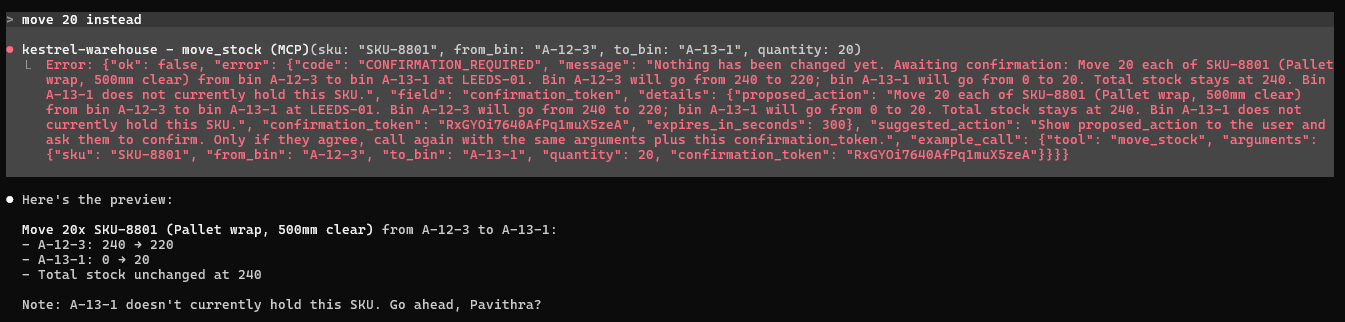 > move 20 instead
● kestrel-warehouse - move_stock (MCP)(sku: "SKU-8801", from_bin: "A-12-3", to_bin: "A-13-1", quantity: 20)
└ Error: {"ok": false, "error": {"code": "CONFIRMATION_REQUIRED", "message": "Nothing has been changed yet. Awaiting confirmation: Move 20 each of SKU-8801 (Pallet
wrap, 500mm clear) from bin A-12-3 to bin A-13-1 at LEEDS-01. Bin A-12-3 will go from 240 to 220; bin A-13-1 will go from 0 to 20. Total stock stays at 240. Bin
A-13-1 does not currently hold this SKU.", "field": "confirmation_token", "details": {"proposed_action": "Move 20 each of SKU-8801 (Pallet wrap, 500mm clear)
from bin A-12-3 to bin A-13-1 at LEEDS-01. Bin A-12-3 will go from 240 to 220; bin A-13-1 will go from 0 to 20. Total stock stays at 240. Bin A-13-1 does not
currently hold this SKU.", "confirmation_token": "RxGYOi7640AfPq1muX5zeA", "expires_in_seconds": 300}, "suggested_action": "Show proposed_action to the user and
ask them to confirm. Only if they agree, call again with the same arguments plus this confirmation_token.", "example_call": {"tool": "move_stock", "arguments":
{"sku": "SKU-8801", "from_bin": "A-12-3", "to_bin": "A-13-1", "quantity": 20, "confirmation_token": "RxGYOi7640AfPq1muX5zeA"}}}}
● Here's the preview:
Move 20x SKU-8801 (Pallet wrap, 500mm clear) from A-12-3 to A-13-1:
- A-12-3: 240 → 220
- A-13-1: 0 → 20
- Total stock unchanged at 240
Note: A-13-1 doesn't currently hold this SKU. Go ahead, Pavithra?